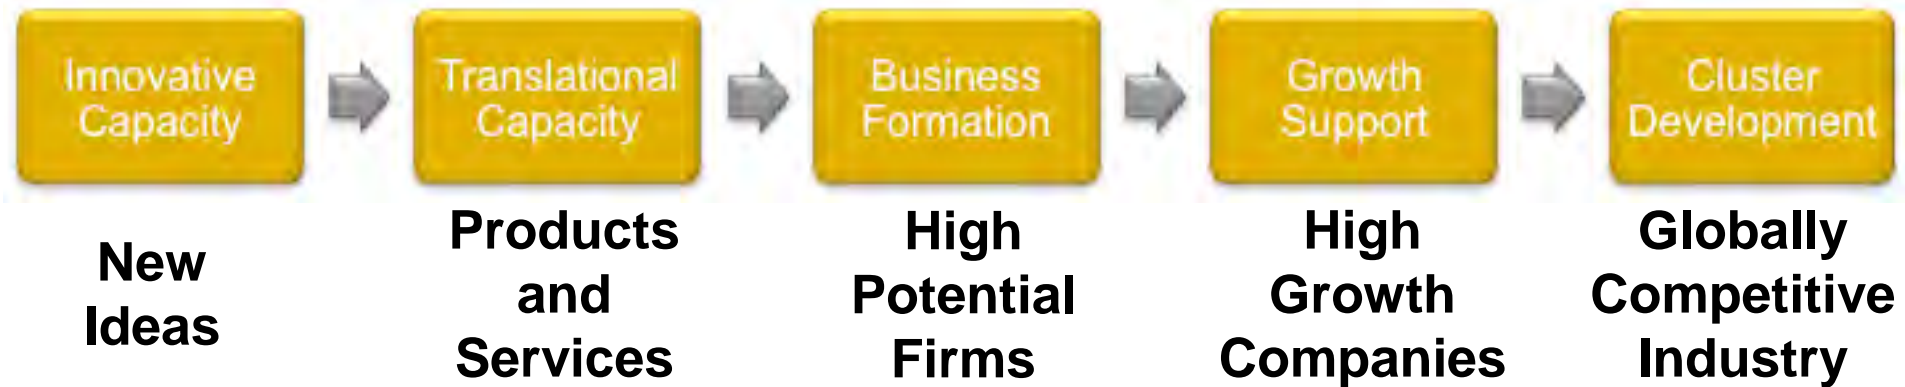 Innovative
Capacity
Translational
Capacity
Business
Formation
Growth
Support
Cluster
Development
New
Ideas
Products
and
Services
High
Potential
Firms
High
Growth
Companies
Globally
Competitive
Industry